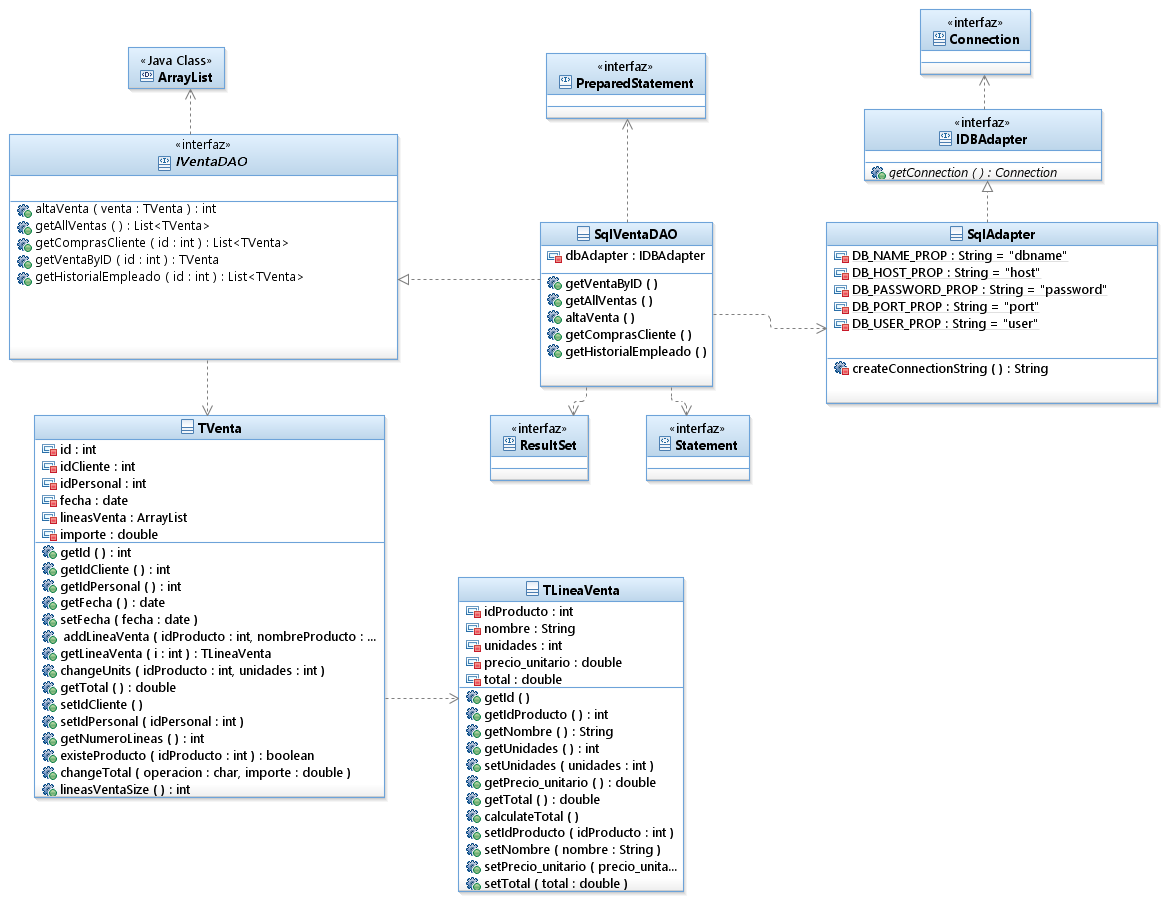 «Java Class»
ArrayList
«interfaz»
IVentaDAO
altaVenta ( venta : TVenta ) : int
getAllVentas ( ) : List<TVenta>
getComprasCliente ( id : int ) : List<TVenta>
getVentaByID ( id : int ) : TVenta
getHistorialEmpleado ( id : int ) : List<TVenta>
«interfaz»
PreparedStatement
«interfaz»
Connection
«interfaz»
IDBAdapter
getConnection ( ) : Connection
SqlVentaDAO
dbAdapter : IDBAdapter
getVentaByID ( )
getAllVentas ( )
altaVenta ( )
getComprasCliente ( )
getHistorialEmpleado ( )
SqlAdapter
DB_NAME_PROP : String = "dbname"
DB_HOST_PROP : String = "host"
DB_PASSWORD_PROP : String = "password"
DB_PORT_PROP : String = "port"
DB_USER_PROP : String = "user"
createConnectionString ( ) : String
«interfaz»
ResultSet
«interfaz»
Statement
TVenta
id : int
idCliente : int
idPersonal : int
fecha : date
lineasVenta : ArrayList
importe : double
getId ( ) : int
getIdCliente ( ) : int
getIdPersonal ( ) : int
getFecha ( ) : date
setFecha ( fecha : date )
addLineaVenta ( idProducto : int, nombreProducto : ...
getLineaVenta ( i : int ) : TLineaVenta
changeUnits ( idProducto : int, unidades : int )
getTotal ( ) : double
setIdCliente ( )
setIdPersonal ( idPersonal : int )
getNumeroLineas ( ) : int
existeProducto ( idProducto : int ) : boolean
changeTotal ( operacion : char, importe : double )
lineasVentaSize ( ) : int
TLineaVenta
idProducto : int
nombre : String
unidades : int
precio_unitario : double
total : double
getId ( )
getIdProducto ( ) : int
getNombre ( ) : String
getUnidades ( ) : int
setUnidades ( unidades : int )
getPrecio_unitario ( ) : double
getTotal ( ) : double
calculateTotal ( )
setIdProducto ( idProducto : int )
setNombre ( nombre : String )
setPrecio_unitario ( precio_unita...
setTotal ( total : double )